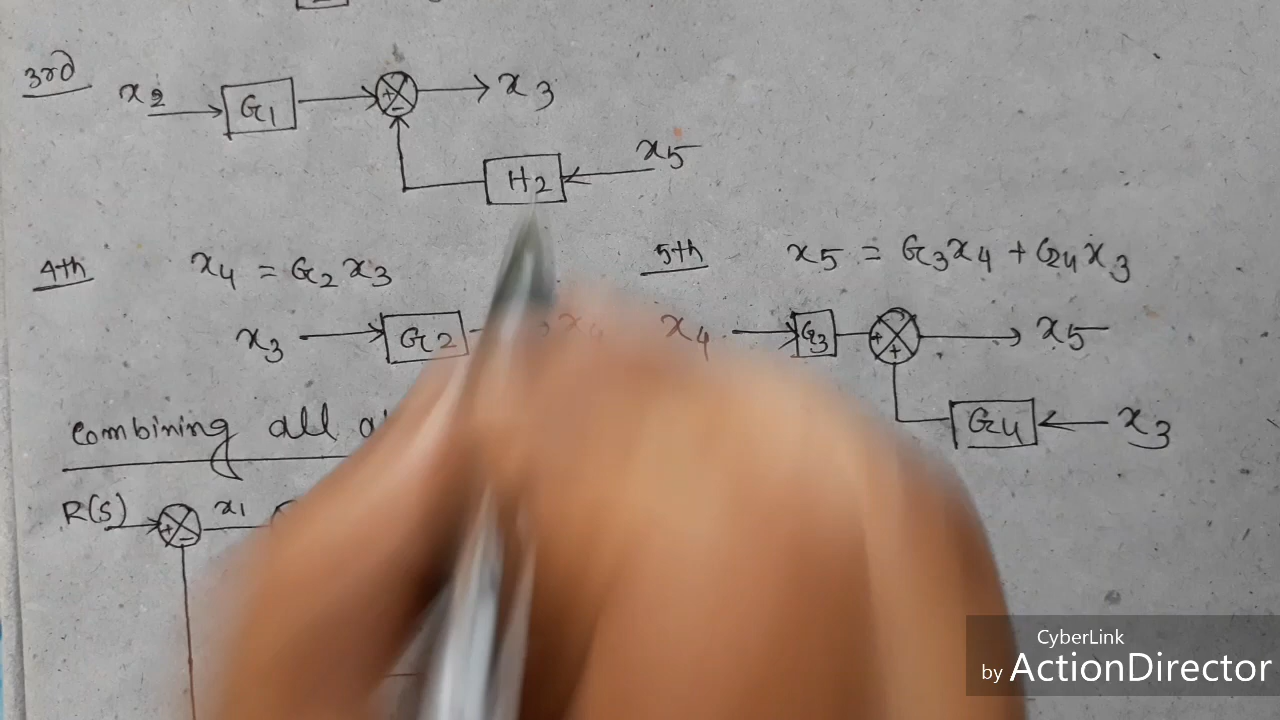 3rd
x2 G1 + - x3
H2 x5
4th x4 = G2 x3
5th x5 = G3x4 + G4x3
x3 G2
x4 G3 + + x5
G4 x3
Combining all
R(s) + - x1
CyberLink
by ActionDirector